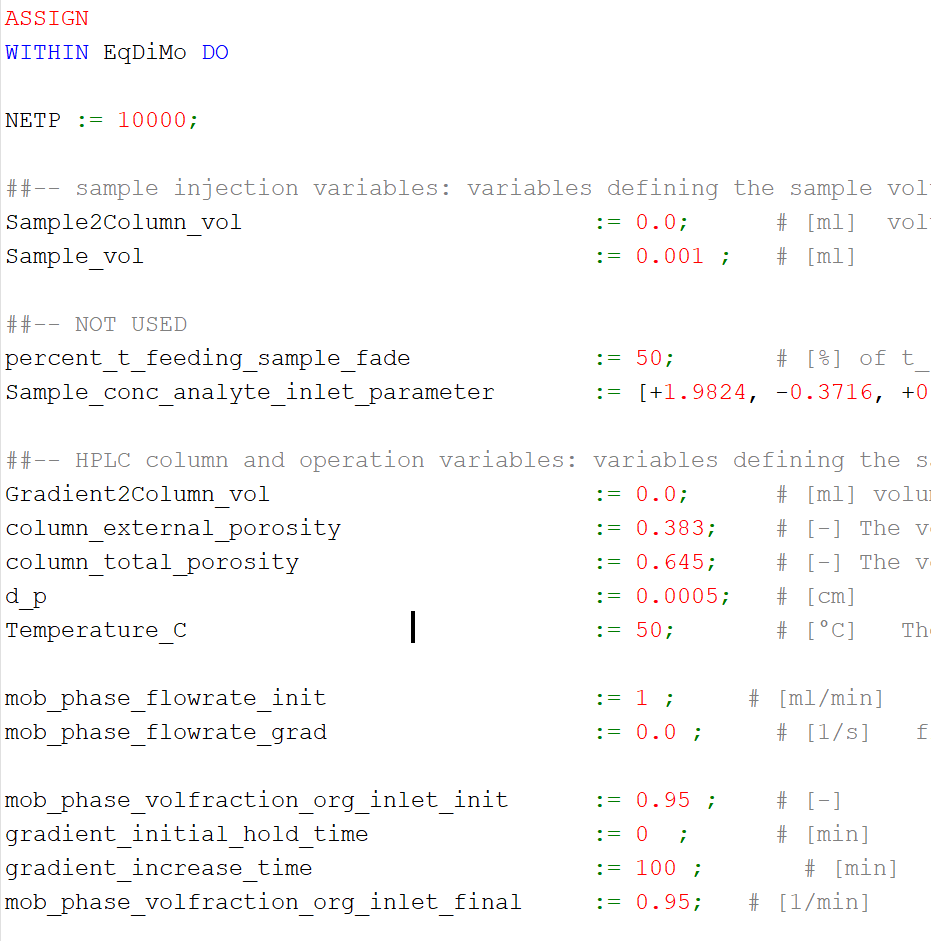 ASSIGN
WITHIN EqDiMo DO
NETP := 10000;
##-- sample injection variables: variables defining the sample
Sample2Column_vol := 0.0; # [ml]
Sample_vol := 0.001 ; # [ml]
##-- NOT USED
percent_t_feeding_sample_fade := 50; # [%] of t_
Sample_conc_analyte_inlet_parameter := [+1.9824, -0.3716, +0
##-- HPLC column and operation variables: variables defining the
Gradient2Column_vol := 0.0; # [ml]
column_external_porosity := 0.383; # [-] The
column_total_porosity := 0.645; # [-] The
d_p := 0.0005; # [cm]
Temperature_C := 50; # [°C]
mob_phase_flowrate_init := 1 ; # [ml/min]
mob_phase_flowrate_grad := 0.0 ; # [1/s] f
mob_phase_volfraction_org_inlet_init := 0.95 ; # [-]
gradient_initial_hold_time := 0 ; # [min]
gradient_increase_time := 100 ; # [min]
mob_phase_volfraction_org_inlet_final := 0.95; # [1/min]